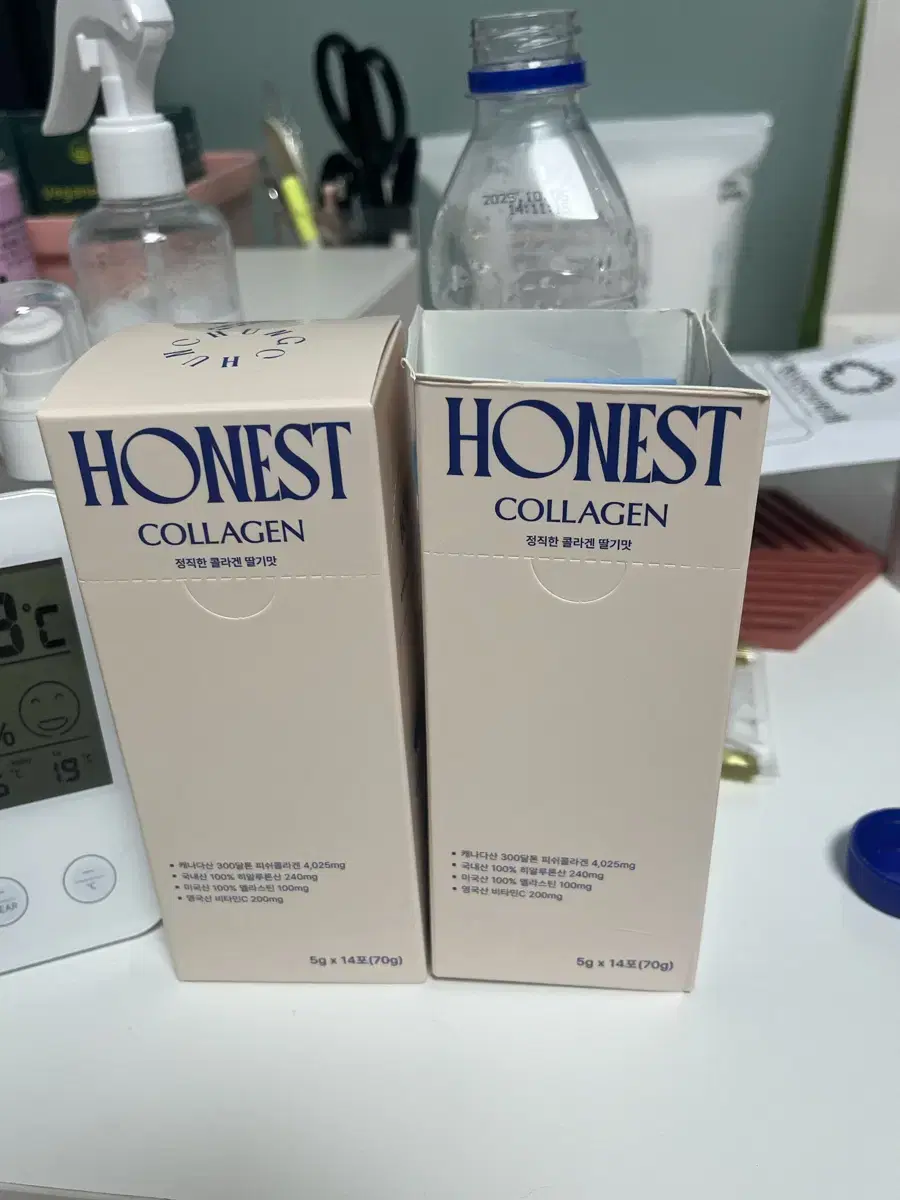 CHUNG
CHUNG
HONEST
COLLAGEN
정직한 콜라겐 딸기맛
• 캐나다산 300달톤 피쉬콜라겐 4,025mg
• 국내산 100% 히알루론산 240mg
• 미국산 100% 엘라스틴 100mg
• 영국산 비타민C 200mg
5g x 14포(70g)
HONEST
COLLAGEN
정직한 콜라겐 딸기맛
• 캐나다산 300달톤 피쉬콜라겐 4,025mg
• 국내산 100% 히알루론산 240mg
• 미국산 100% 엘라스틴 100mg
• 영국산 비타민C 200mg
5g x 14포(70g)
°C
%
19
°C